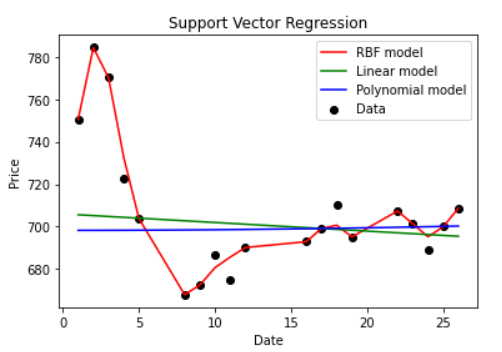 Support Vector Regression
RBF model
Linear model
Polynomial model
Data
Price
780
760
740
720
700
680
0
5
10
15
20
25
Date